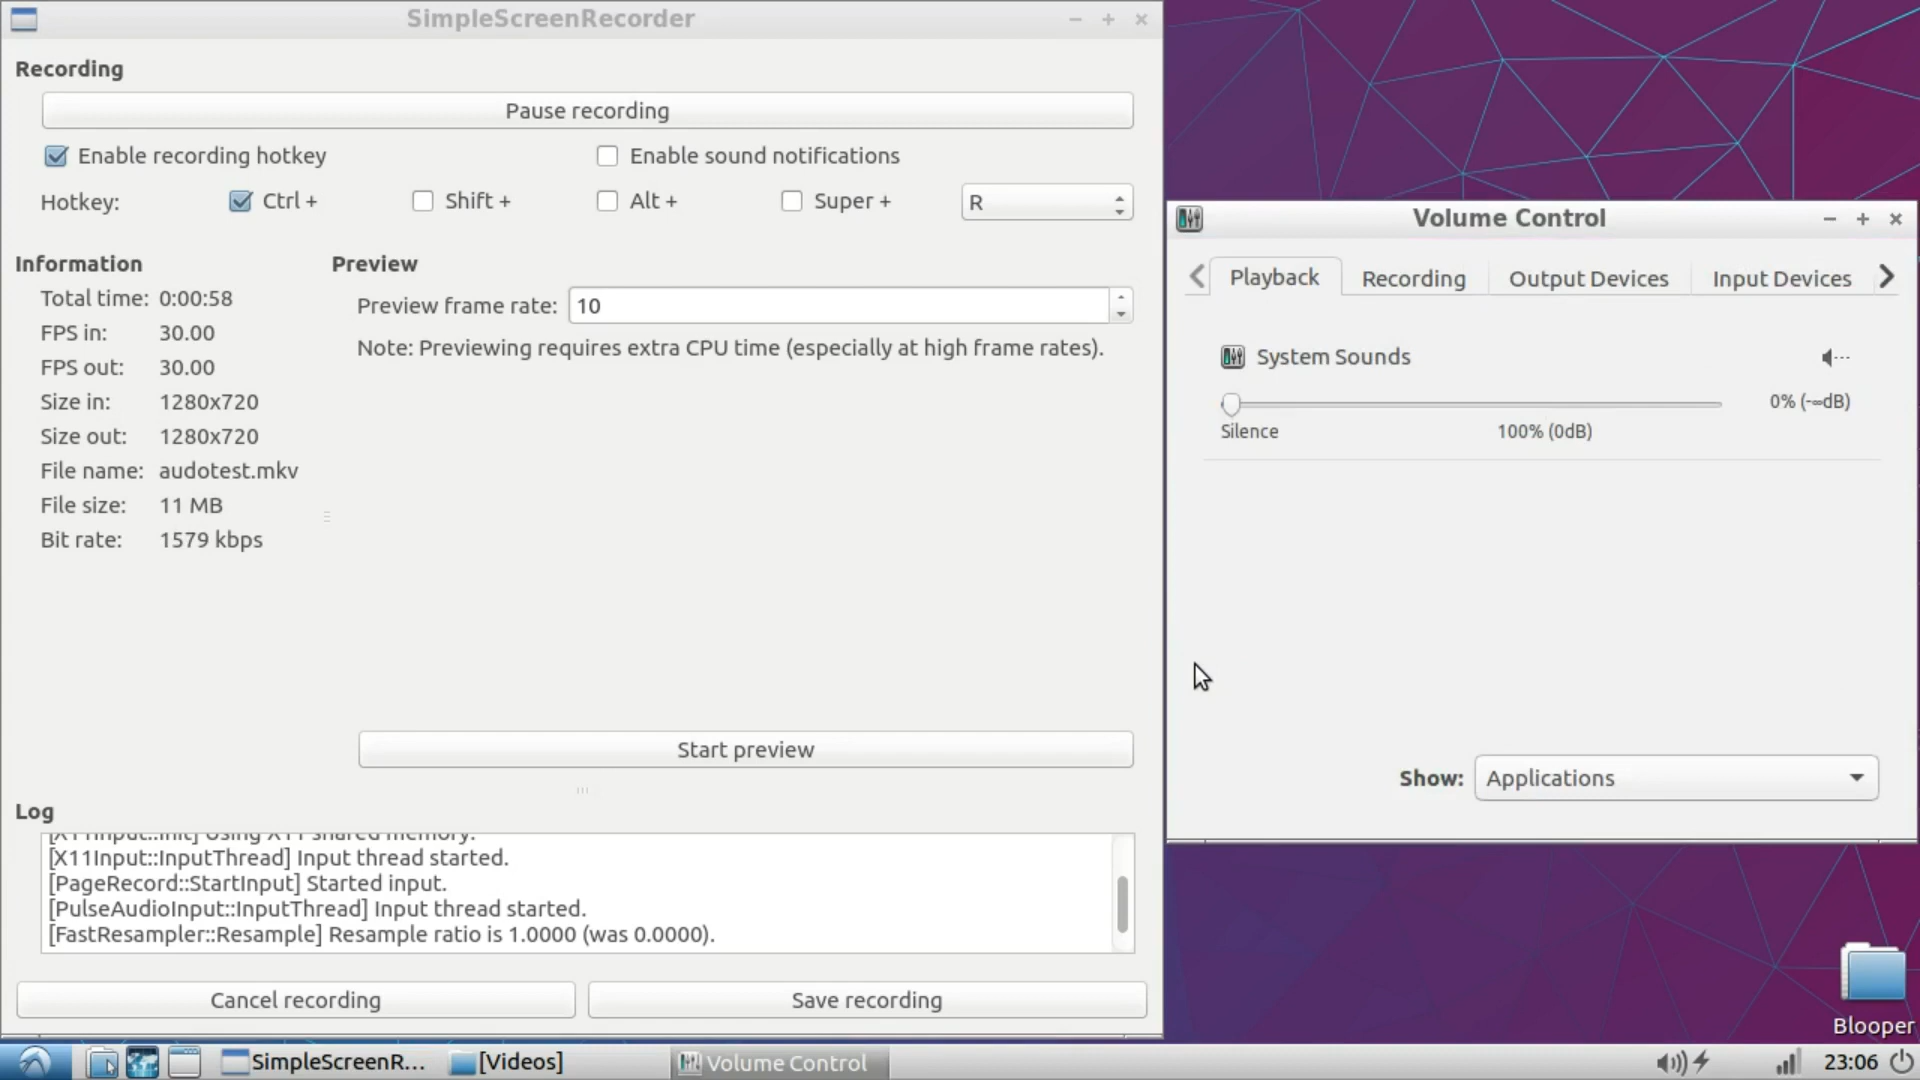 SimpleScreenRecorder
Recording
Pause recording
Enable recording hotkey
Enable sound notifications
Hotkey:
Ctrl +
Shift +
Alt +
Super +
R
Information
Total time: 0:00:58
FPS in: 30.00
FPS out: 30.00
Size in: 1280x720
Size out: 1280x720
File name: audotest.mkv
File size: 11 MB
Bit rate: 1579 kbps
Preview
Preview frame rate: 10
Note: Previewing requires extra CPU time (especially at high frame rates).
Start preview
Log
[X11Input::Init] Using X11 shared memory.
[X11Input::InputThread] Input thread started.
[PageRecord::StartInput] Started input.
[PulseAudioInput::InputThread] Input thread started.
[FastResampler::Resample] Resample ratio is 1.0000 (was 0.0000).
Cancel recording
Save recording
Volume Control
Playback
Recording
Output Devices
Input Devices
System Sounds
0% (-∞dB)
Silence
100% (0dB)
Show: Applications
Blooper
SimpleScreenR...
[Videos]
Volume Control
23:06